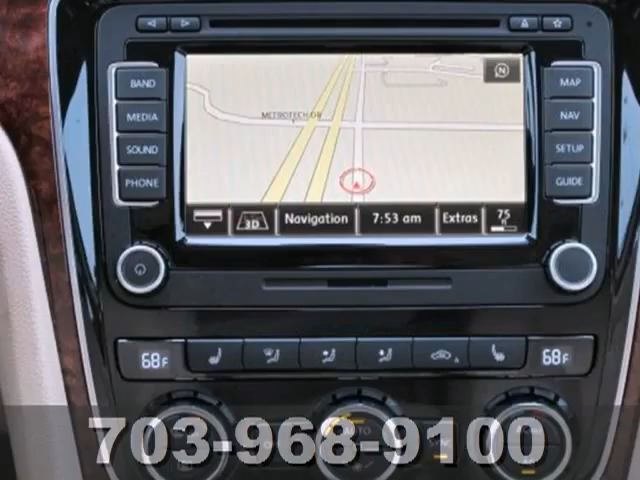 BAND
MEDIA
SOUND
PHONE
METROTECH DR
N
MAP
NAV
SETUP
GUIDE
3D
Navigation
7:53 am
Extras
75
68F
68F
703-968-9100